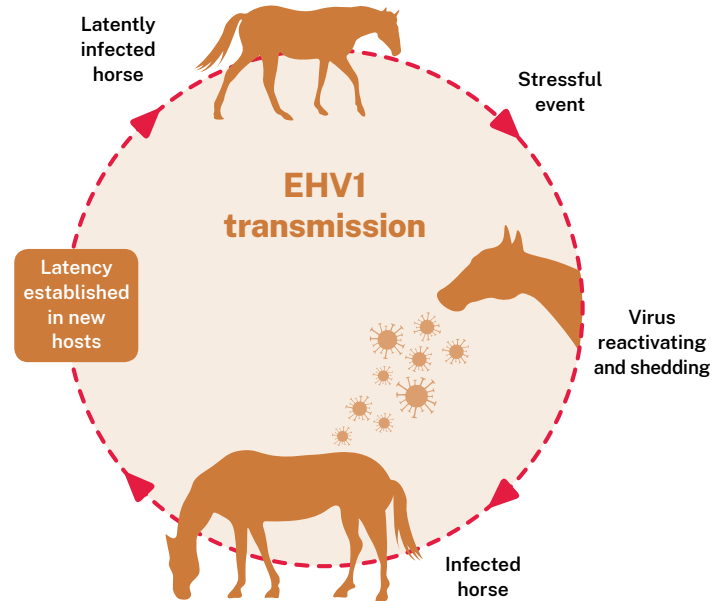 Latently
infected
horse
Stressful
event
EHV1
transmission
Latency
established
in new
hosts
Virus
reactivating
and shedding
Infected
horse